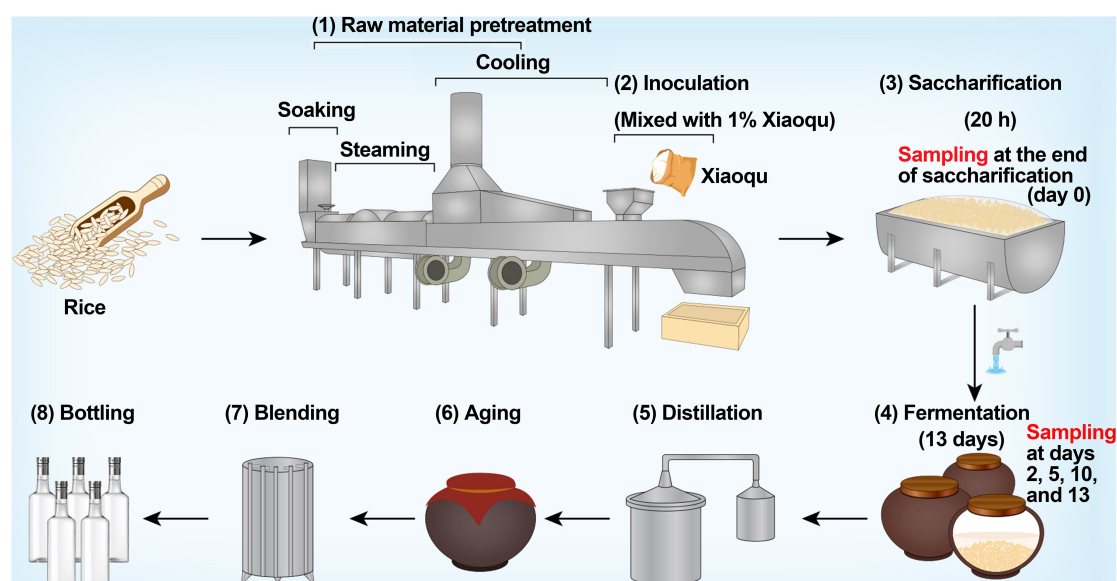 (1) Raw material pretreatment
Cooling
Soaking
Steaming
(2) Inoculation
(Mixed with 1% Xiaoqu)
Xiaoqu
(3) Saccharification
(20 h)
Sampling at the end
of saccharification
(day 0)
Rice
(4) Fermentation
(13 days)
Sampling
at days
2, 5, 10,
and 13
(5) Distillation
(6) Aging
(7) Blending
(8) Bottling